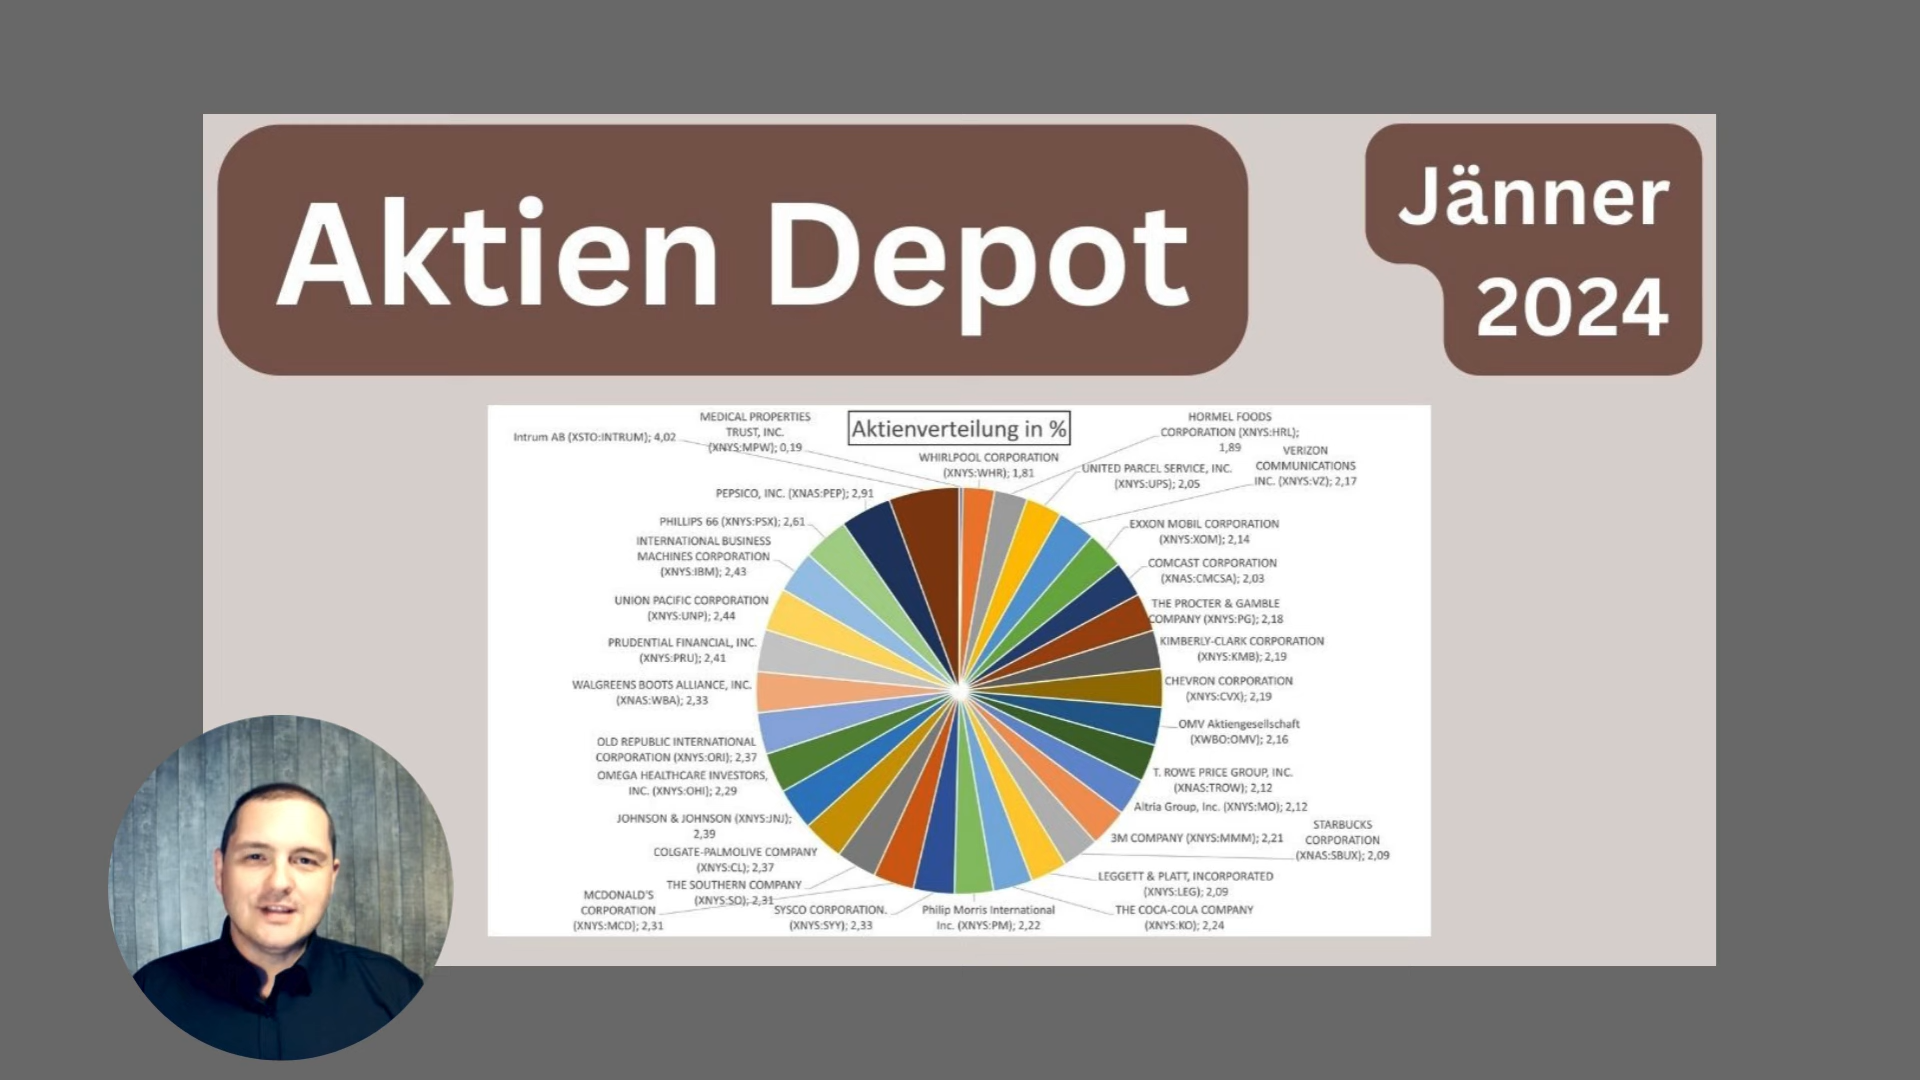 Aktien Depot
Jänner
2024
Aktienverteilung in %
MEDICAL PROPERTIES
TRUST, INC.
(XNYS:MPW); 0,19
WHIRLPOOL CORPORATION
(XNYS:WHR); 1,81
HORMEL FOODS
CORPORATION (XNYS:HRL);
1,89
UNITED PARCEL SERVICE, INC.
(XNYS:UPS); 2,05
VERIZON
COMMUNICATIONS
INC. (XNYS:VZ); 2,17
EXXON MOBIL CORPORATION
(XNYS:XOM); 2,14
COMCAST CORPORATION
(XNAS:CMCSA); 2,03
THE PROCTER & GAMBLE
COMPANY (XNYS:PG); 2,18
KIMBERLY-CLARK CORPORATION
(XNYS:KMB); 2,19
CHEVRON CORPORATION
(XNYS:CVX); 2,19
OMV Aktiengesellschaft
(XWBO:OMV); 2,16
T. ROWE PRICE GROUP, INC.
(XNAS:TROW); 2,12
Altria Group, Inc. (XNYS:MO); 2,12
3M COMPANY (XNYS:MMM); 2,21
STARBUCKS
CORPORATION
(XNAS:SBUX); 2,09
LEGGETT & PLATT, INCORPORATED
(XNYS:LEG); 2,09
THE COCA-COLA COMPANY
(XNYS:KO); 2,24
Philip Morris International
Inc. (XNYS:PM); 2,22
SYSCO CORPORATION.
(XNYS:SYY); 2,33
MCDONALD'S
CORPORATION
(XNYS:MCD); 2,31
THE SOUTHERN COMPANY
(XNYS:SO); 2,31
COLGATE-PALMOLIVE COMPANY
(XNYS:CL); 2,37
JOHNSON & JOHNSON (XNYS:JNJ);
2,39
OMEGA HEALTHCARE INVESTORS,
INC. (XNYS:OHI); 2,29
OLD REPUBLIC INTERNATIONAL
CORPORATION (XNYS:ORI); 2,37
WALGREENS BOOTS ALLIANCE, INC.
(XNAS:WBA); 2,33
PRUDENTIAL FINANCIAL, INC.
(XNYS:PRU); 2,41
UNION PACIFIC CORPORATION
(XNYS:UNP); 2,44
INTERNATIONAL BUSINESS
MACHINES CORPORATION
(XNYS:IBM); 2,43
PHILLIPS 66 (XNYS:PSX); 2,61
PEPSICO, INC. (XNAS:PEP); 2,91
Intrum AB (XSTO:INTRUM); 4,02